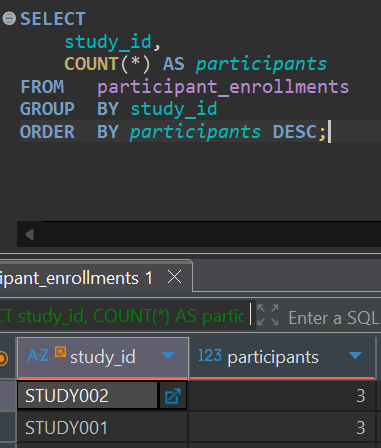 SELECT
study_id,
COUNT(*) AS participants
FROM participant_enrollments
GROUP BY study_id
ORDER BY participants DESC;
ipant_enrollments 1
CT study_id, COUNT(*) AS partic
Enter a SQL
A-Z study_id
123 participants
STUDY002 3
STUDY001 3